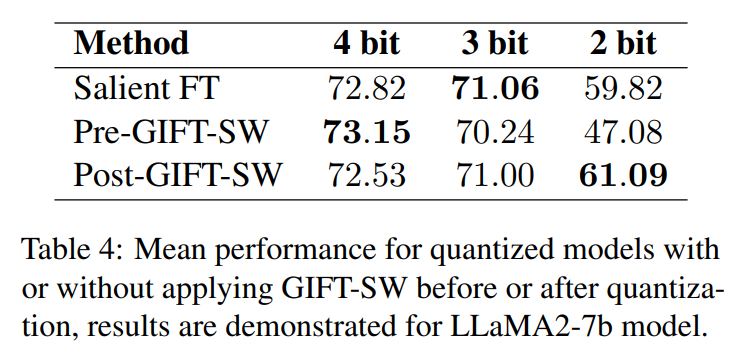 Method 4 bit 3 bit 2 bit
Salient FT 72.82 71.06 59.82
Pre-GIFT-SW 73.15 70.24 47.08
Post-GIFT-SW 72.53 71.00 61.09
Table 4: Mean performance for quantized models with
or without applying GIFT-SW before or after quantiza-
tion, results are demonstrated for LLaMA2-7b model.